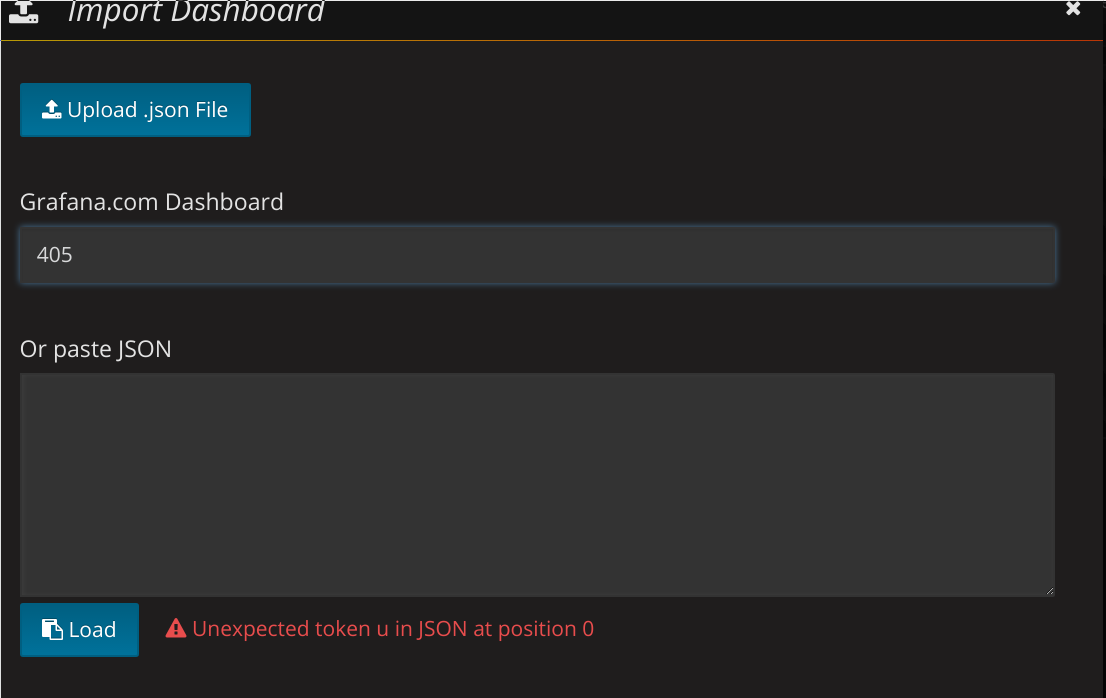 Import Dashboard
Upload .json File
Grafana.com Dashboard
405
Or paste JSON
Load
Unexpected token u in JSON at position 0